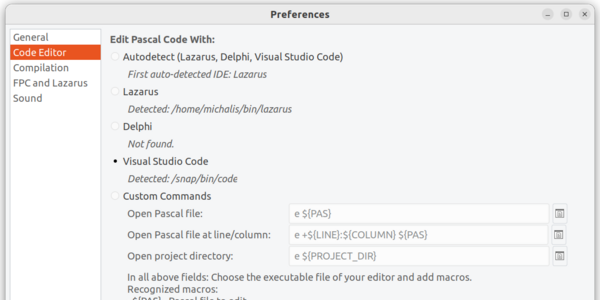 Preferences
General
Code Editor
Compilation
FPC and Lazarus
Sound
Edit Pascal Code With:
Autodetect (Lazarus, Delphi, Visual Studio Code)
First auto-detected IDE: Lazarus
Lazarus
Detected: /home/michalis/bin/lazarus
Delphi
Not found.
Visual Studio Code
Detected: /snap/bin/code
Custom Commands
Open Pascal file: e ${PAS}
Open Pascal file at line/column: e +${LINE}:${COLUMN} ${PAS}
Open project directory: e ${PROJECT_DIR}
In all above fields: Choose the executable file of your editor and add macros.
Recognized macros: